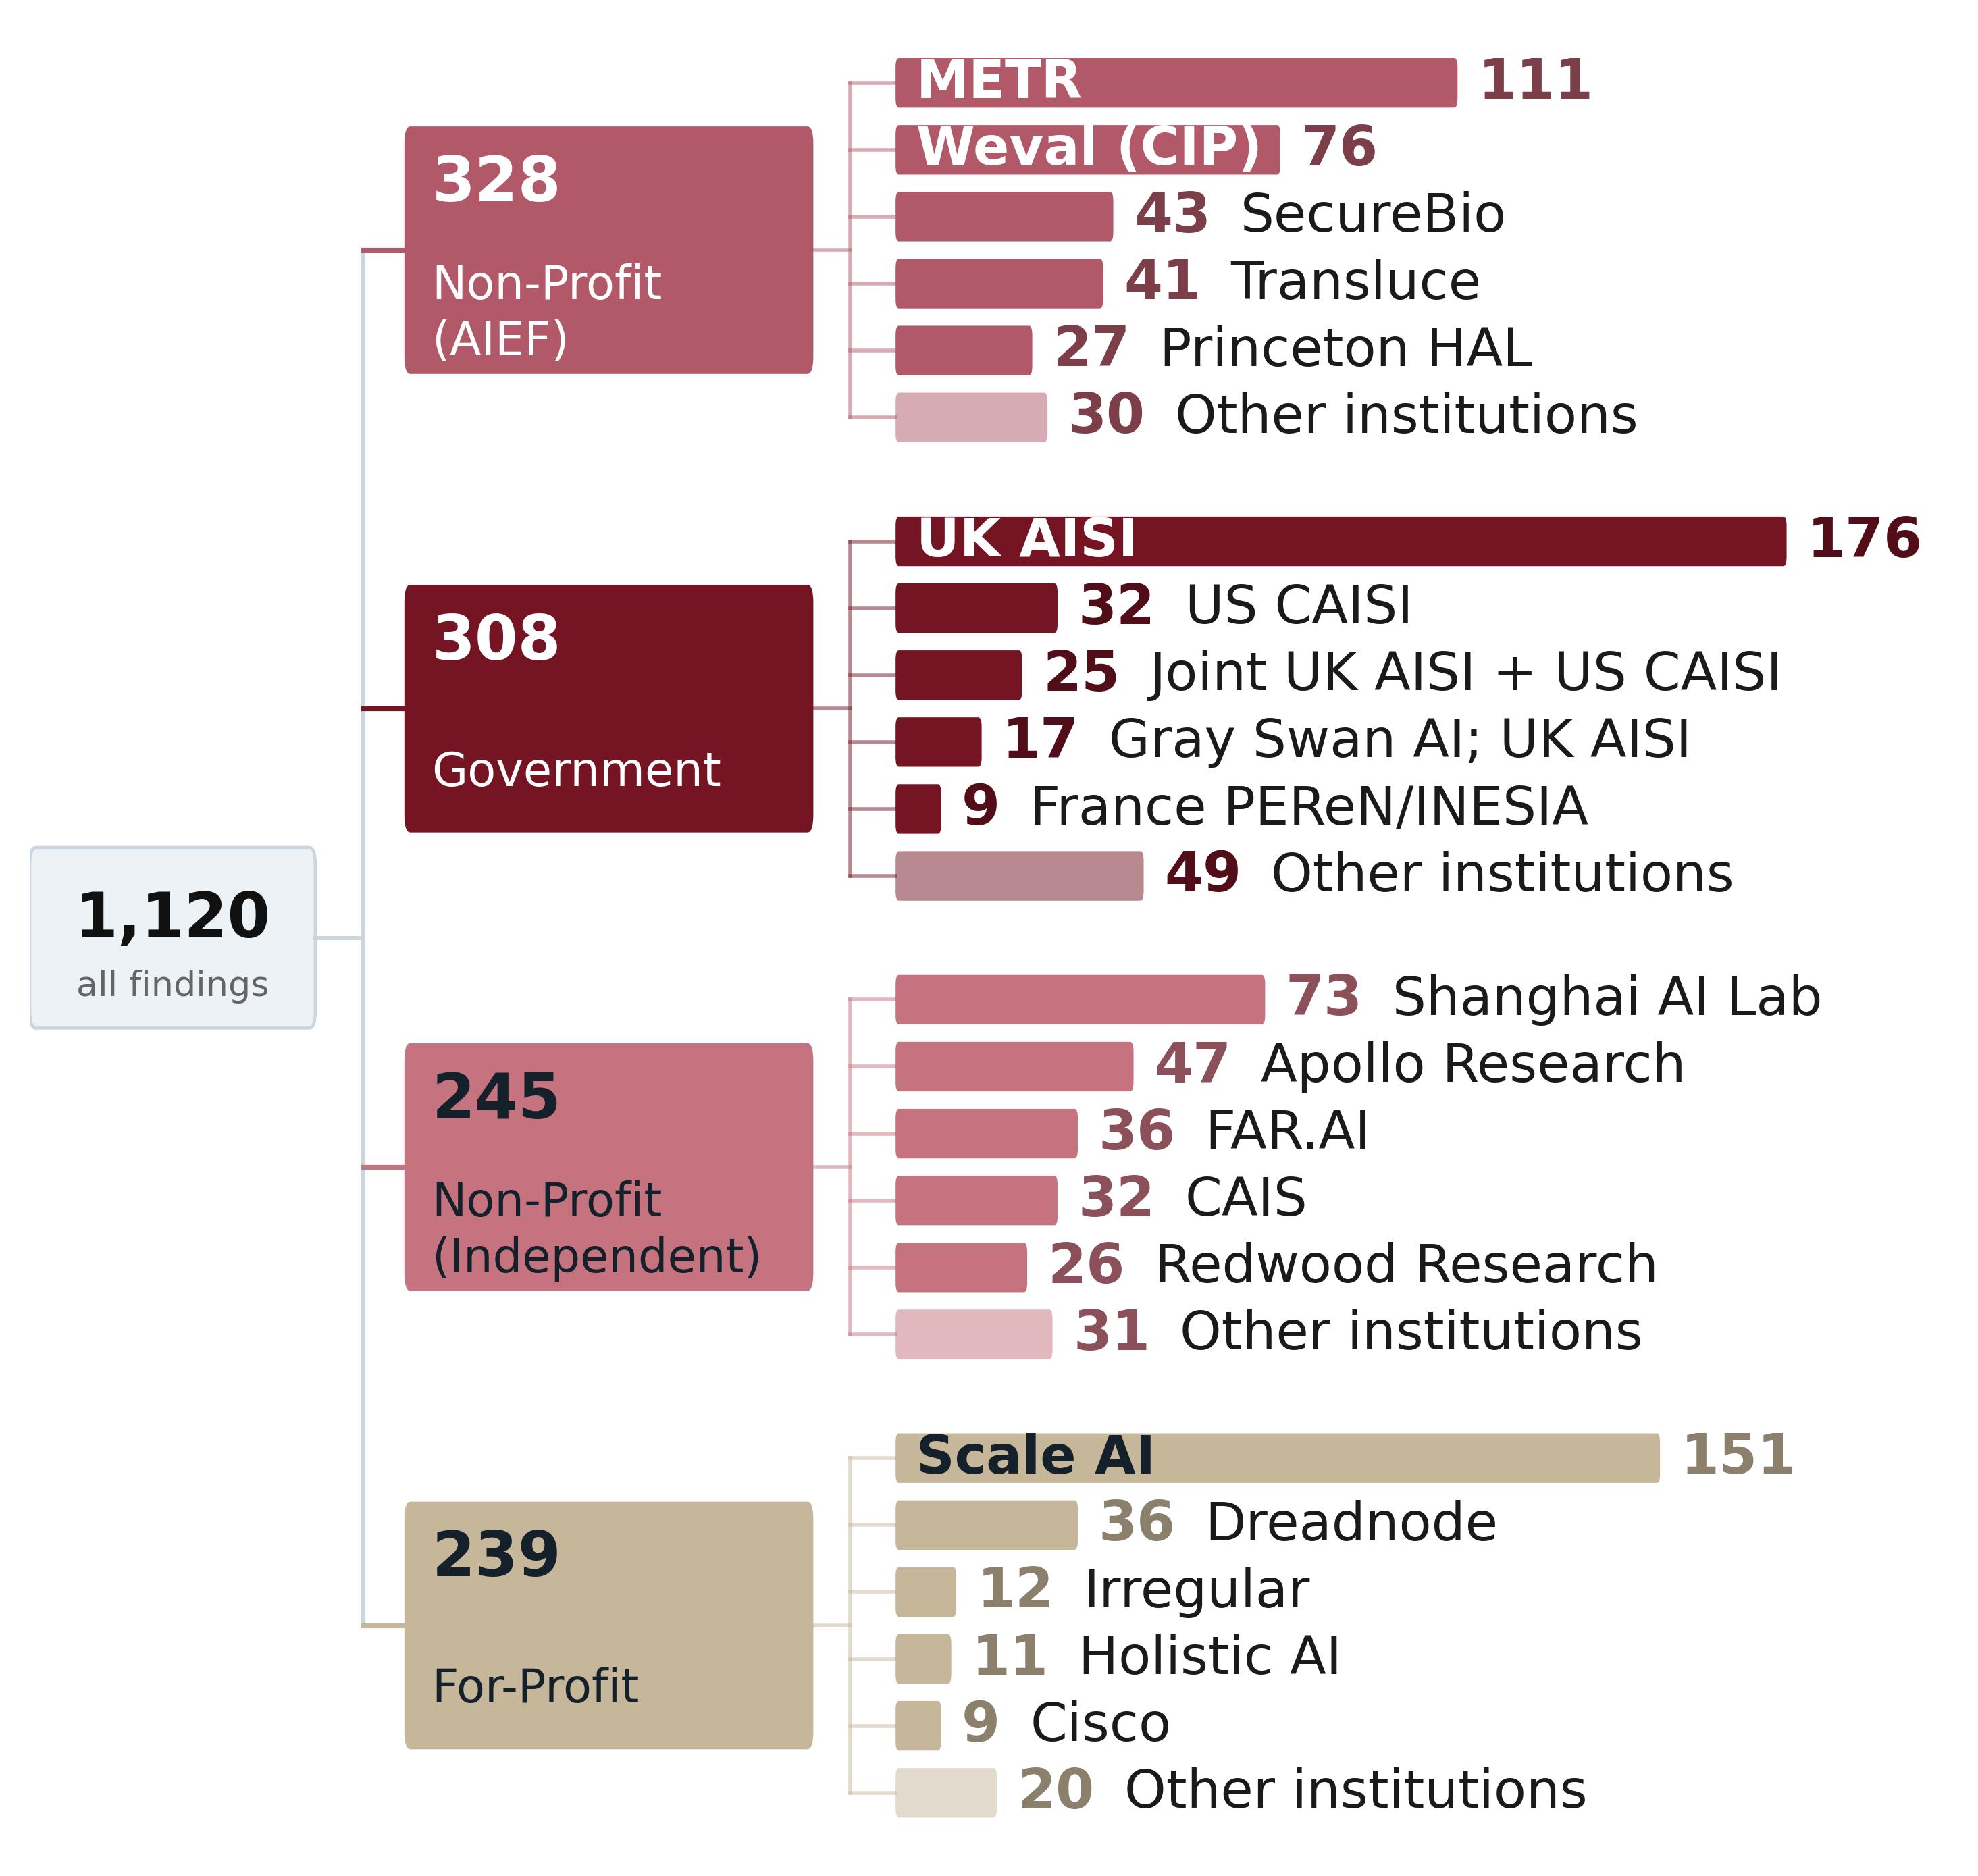 1,120
all findings
328
Non-Profit
(AIEF)
METR 111
Weval (CIP) 76
43 SecureBio
41 Transluce
27 Princeton HAL
30 Other institutions
308
Government
UK AISI 176
32 US CAISI
25 Joint UK AISI + US CAISI
17 Gray Swan AI; UK AISI
9 France PEReN/INESIA
49 Other institutions
245
Non-Profit
(Independent)
73 Shanghai AI Lab
47 Apollo Research
36 FAR.AI
32 CAIS
26 Redwood Research
31 Other institutions
239
For-Profit
Scale AI 151
36 Dreadnode
12 Irregular
11 Holistic AI
9 Cisco
20 Other institutions